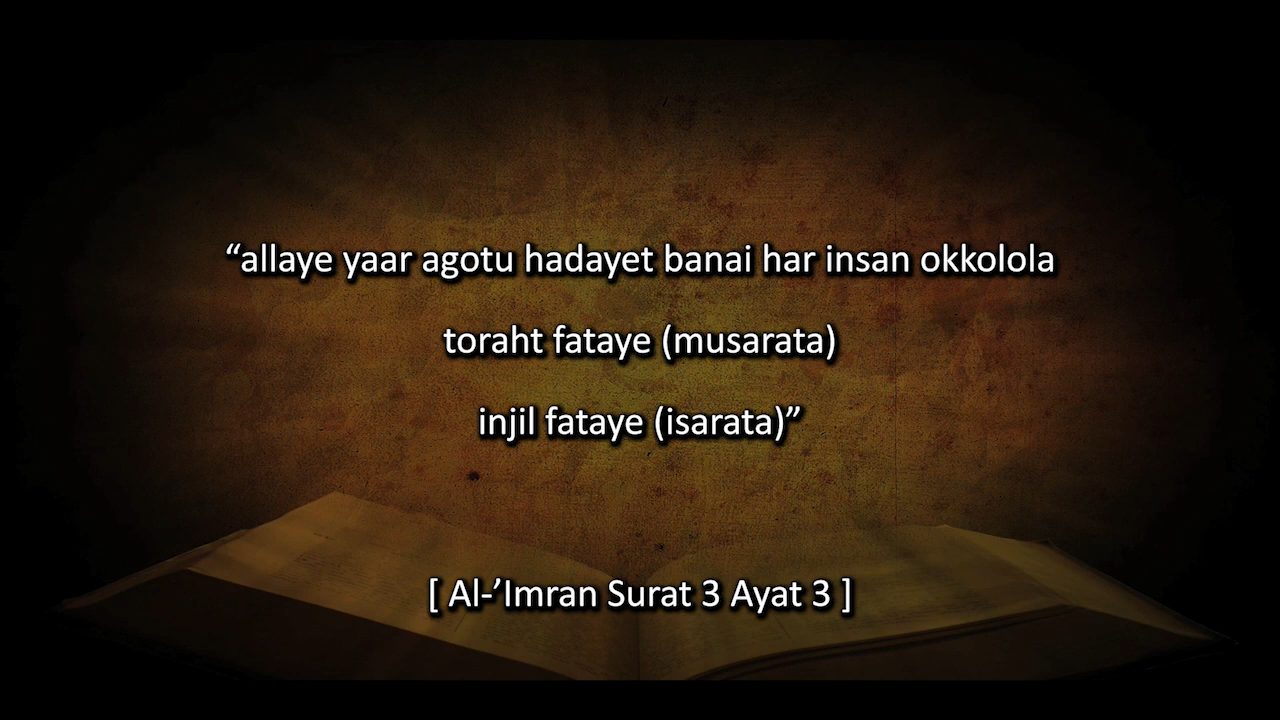 “allaye yaar agotu hadayet banai har insan okkolola
toraht fataye (musarata)
injil fataye (isarata)”
[ Al-’Imran Surat 3 Ayat 3 ]